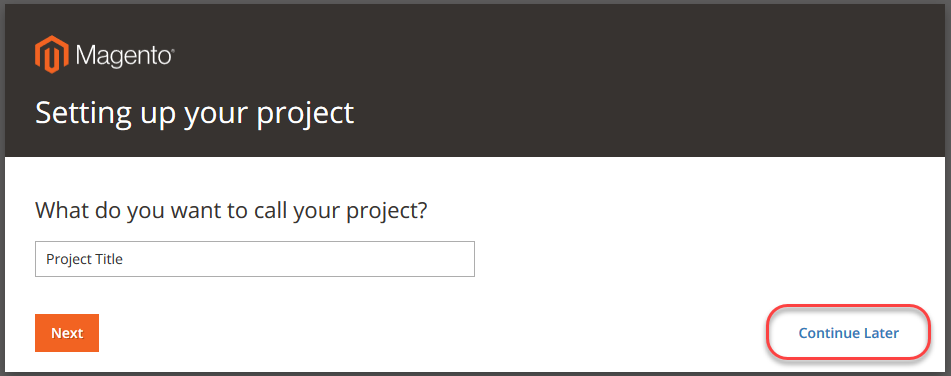 Magento®
Setting up your project
What do you want to call your project?
Project Title
Next
Continue Later